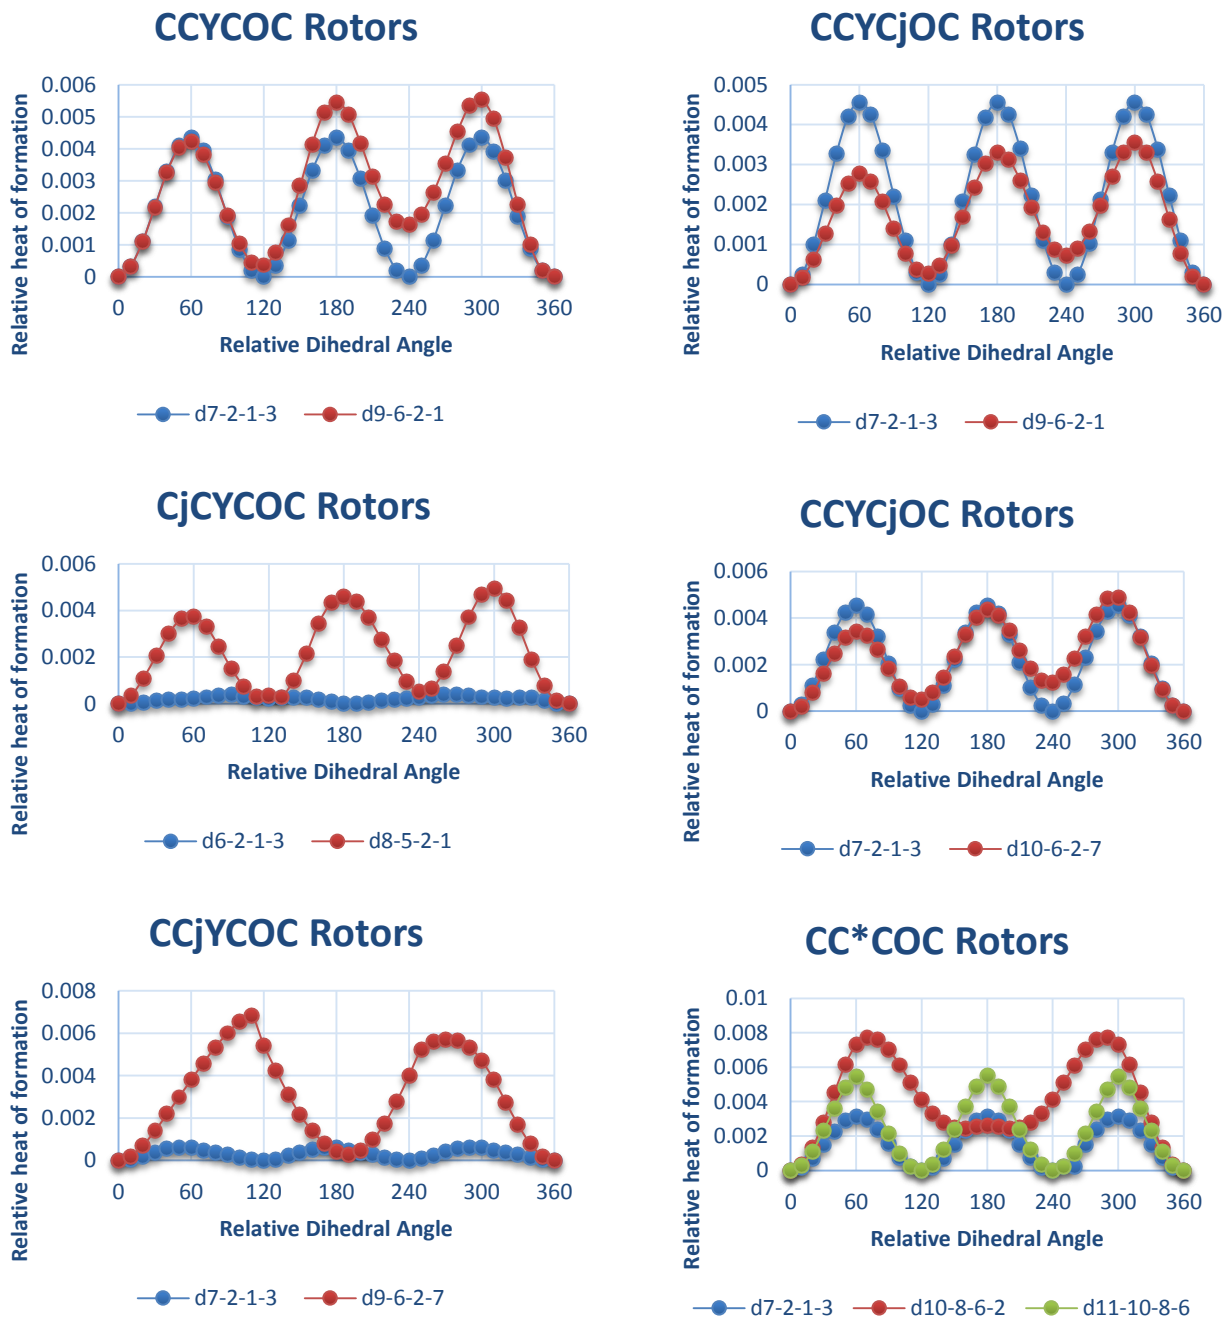 CCYCOC Rotors
Relative heat of formation
0.006
0.005
0.004
0.003
0.002
0.001
0
0 60 120 180 240 300 360
Relative Dihedral Angle
d7-2-1-3 d9-6-2-1
CCYCjOC Rotors
Relative heat of formation
0.005
0.004
0.003
0.002
0.001
0
0 60 120 180 240 300 360
Relative Dihedral Angle
d7-2-1-3 d9-6-2-1
CjCYCOC Rotors
Relative heat of formation
0.006
0.004
0.002
0
0 60 120 180 240 300 360
Relative Dihedral Angle
d6-2-1-3 d8-5-2-1
CCYCjOC Rotors
Relative heat of formation
0.006
0.004
0.002
0
0 60 120 180 240 300 360
Relative Dihedral Angle
d7-2-1-3 d10-6-2-7
CCjYCOC Rotors
Relative heat of formation
0.008
0.006
0.004
0.002
0
0 60 120 180 240 300 360
Relative Dihedral Angle
d7-2-1-3 d9-6-2-7
CC*COC Rotors
Relative heat of formation
0.01
0.008
0.006
0.004
0.002
0
0 60 120 180 240 300 360
Relative Dihedral Angle
d7-2-1-3 d10-8-6-2 d11-10-8-6